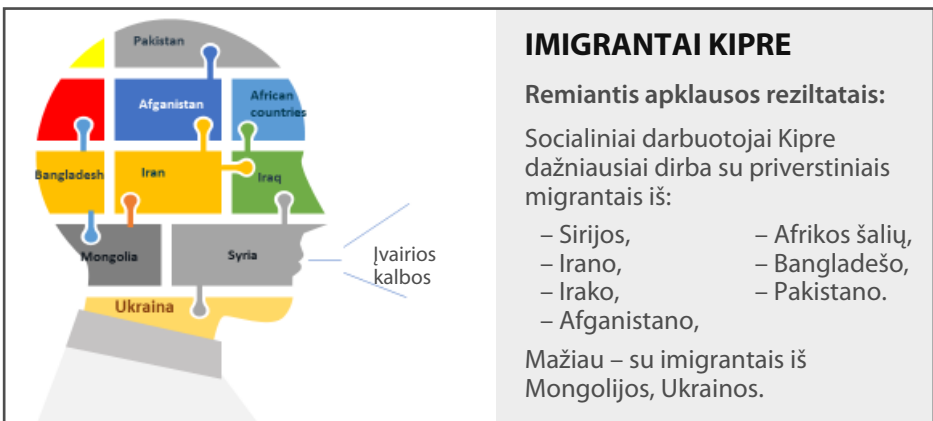 Pakistan
Afganistan
African
countries
Bangladesh
Iran
Iraq
Mongolia
Syria
Ukraina
Įvairios
kalbos
IMIGRANTAI KIPRE
Remiantis apklausos reziltatais:
Socialiniai darbuotojai Kipre
dažniausiai dirba su priverstiniais
migrantais iš:
– Sirijos,
– Irano,
– Irako,
– Afganistano,
– Afrikos šalių,
– Bangladešo,
– Pakistano.
Mažiau – su imigrantais iš
Mongolijos, Ukrainos.